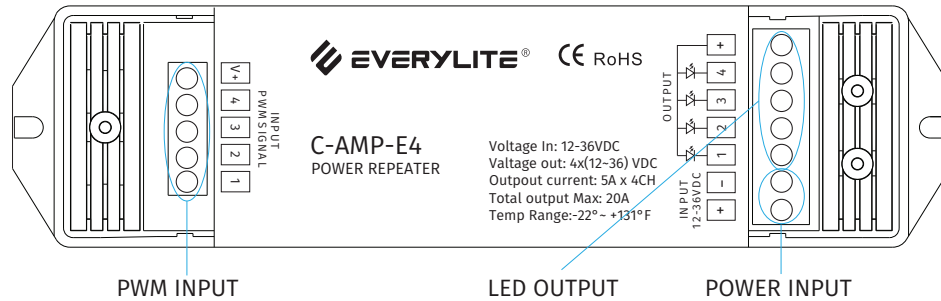 V+
4
3
2
1
INPUT
PWM SIGNAL
EVERYLITE®
CE RoHS
C-AMP-E4
POWER REPEATER
Voltage In: 12-36VDC
Valtage out: 4x(12~36) VDC
Outpout current: 5A x 4CH
Total output Max: 20A
Temp Range:-22°~ +131°F
OUTPUT
+
4
3
2
1
INPUT
12-36VDC
−
+
PWM INPUT
LED OUTPUT
POWER INPUT